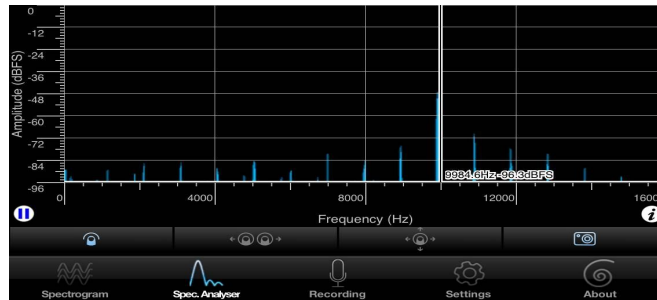 0
-12
-24
-36
-48
-60
-72
-84
-96
Amplitude (dBFS)
9984.6Hz-96.3dBFS
0
4000
8000
12000
1600
Frequency (Hz)
i
Spectrogram
Spec. Analyser
Recording
Settings
About